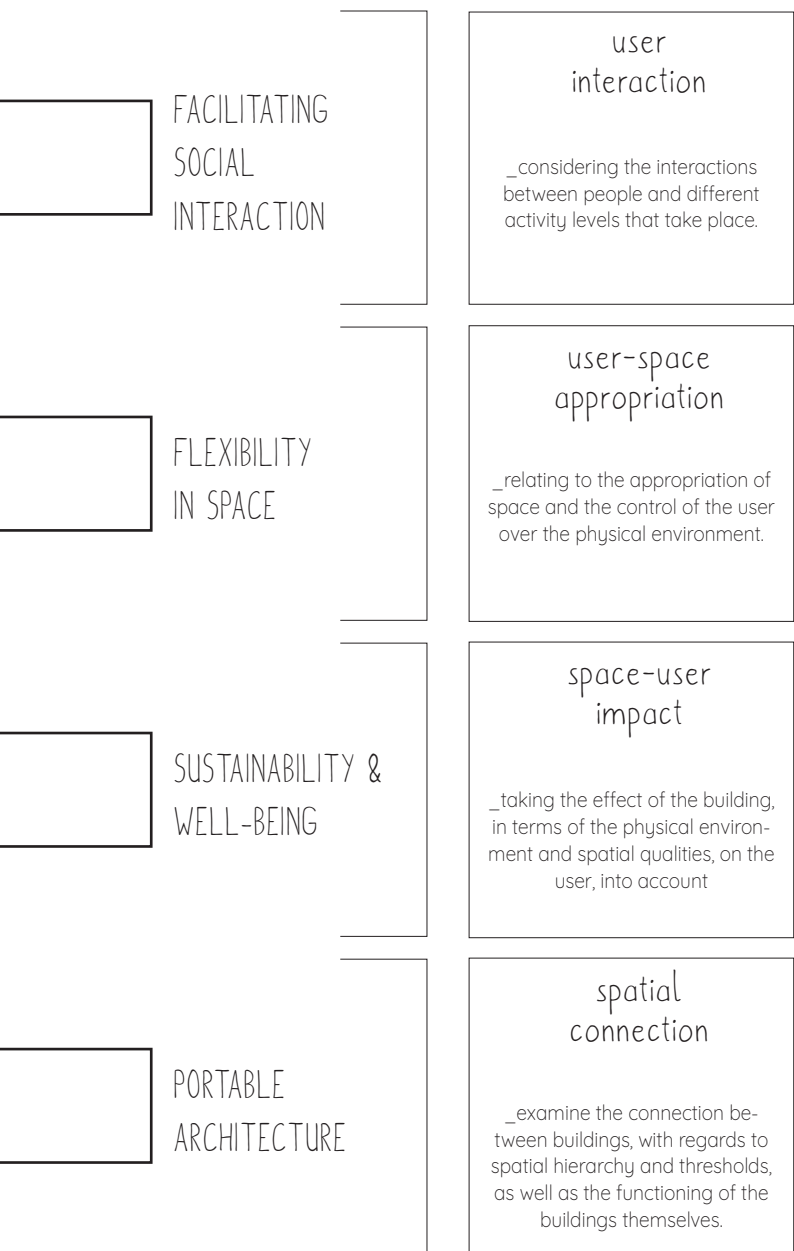 FACILITATING
SOCIAL
INTERACTION
user
interaction
_considering the interactions
between people and different
activity levels that take place.
FLEXIBILITY
IN SPACE
user-space
appropriation
_relating to the appropriation of
space and the control of the user
over the physical environment.
SUSTAINABILITY &
WELL-BEING
space-user
impact
_taking the effect of the building,
in terms of the physical environ-
ment and spatial qualities, on the
user, into account
PORTABLE
ARCHITECTURE
spatial
connection
_examine the connection be-
tween buildings, with regards to
spatial hierarchy and thresholds,
as well as the functioning of the
buildings themselves.